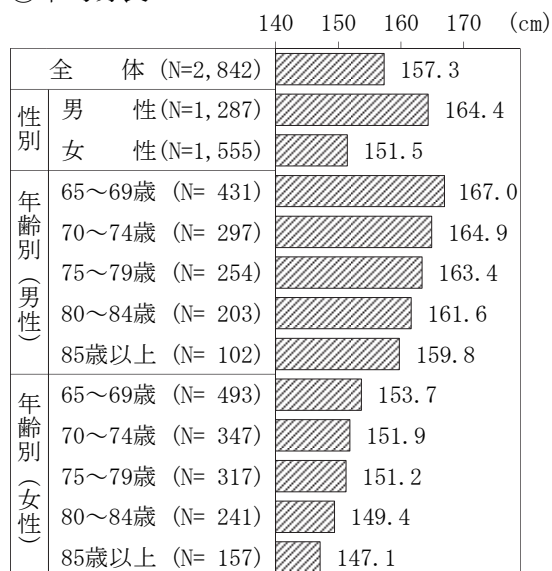 140 150 160 170 (cm)
全 体 (N=2,842) 157.3
性別
男 性(N=1,287) 164.4
女 性(N=1,555) 151.5
年齢別(男性)
65～69歳 (N= 431) 167.0
70～74歳 (N= 297) 164.9
75～79歳 (N= 254) 163.4
80～84歳 (N= 203) 161.6
85歳以上 (N= 102) 159.8
年齢別(女性)
65～69歳 (N= 493) 153.7
70～74歳 (N= 347) 151.9
75～79歳 (N= 317) 151.2
80～84歳 (N= 241) 149.4
85歳以上 (N= 157) 147.1